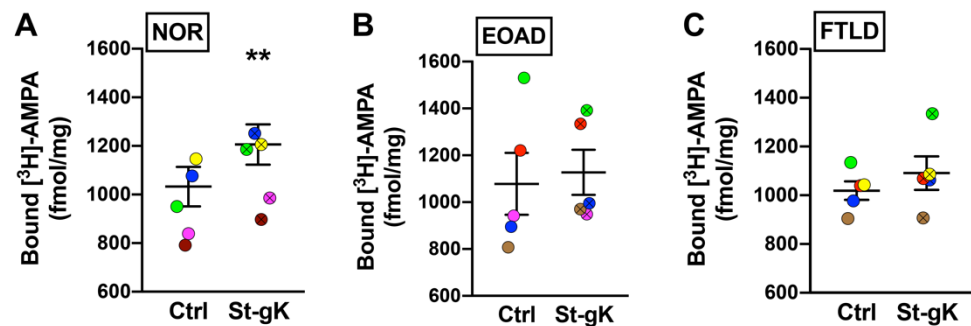 A
NOR
Bound [³H]-AMPA
(fmol/mg)
1600
1400
1200
1000
800
600
**
Ctrl St-gK
B
EOAD
Bound [³H]-AMPA
(fmol/mg)
1600
1400
1200
1000
800
600
Ctrl St-gK
C
FTLD
Bound [³H]-AMPA
(fmol/mg)
1600
1400
1200
1000
800
600
Ctrl St-gK